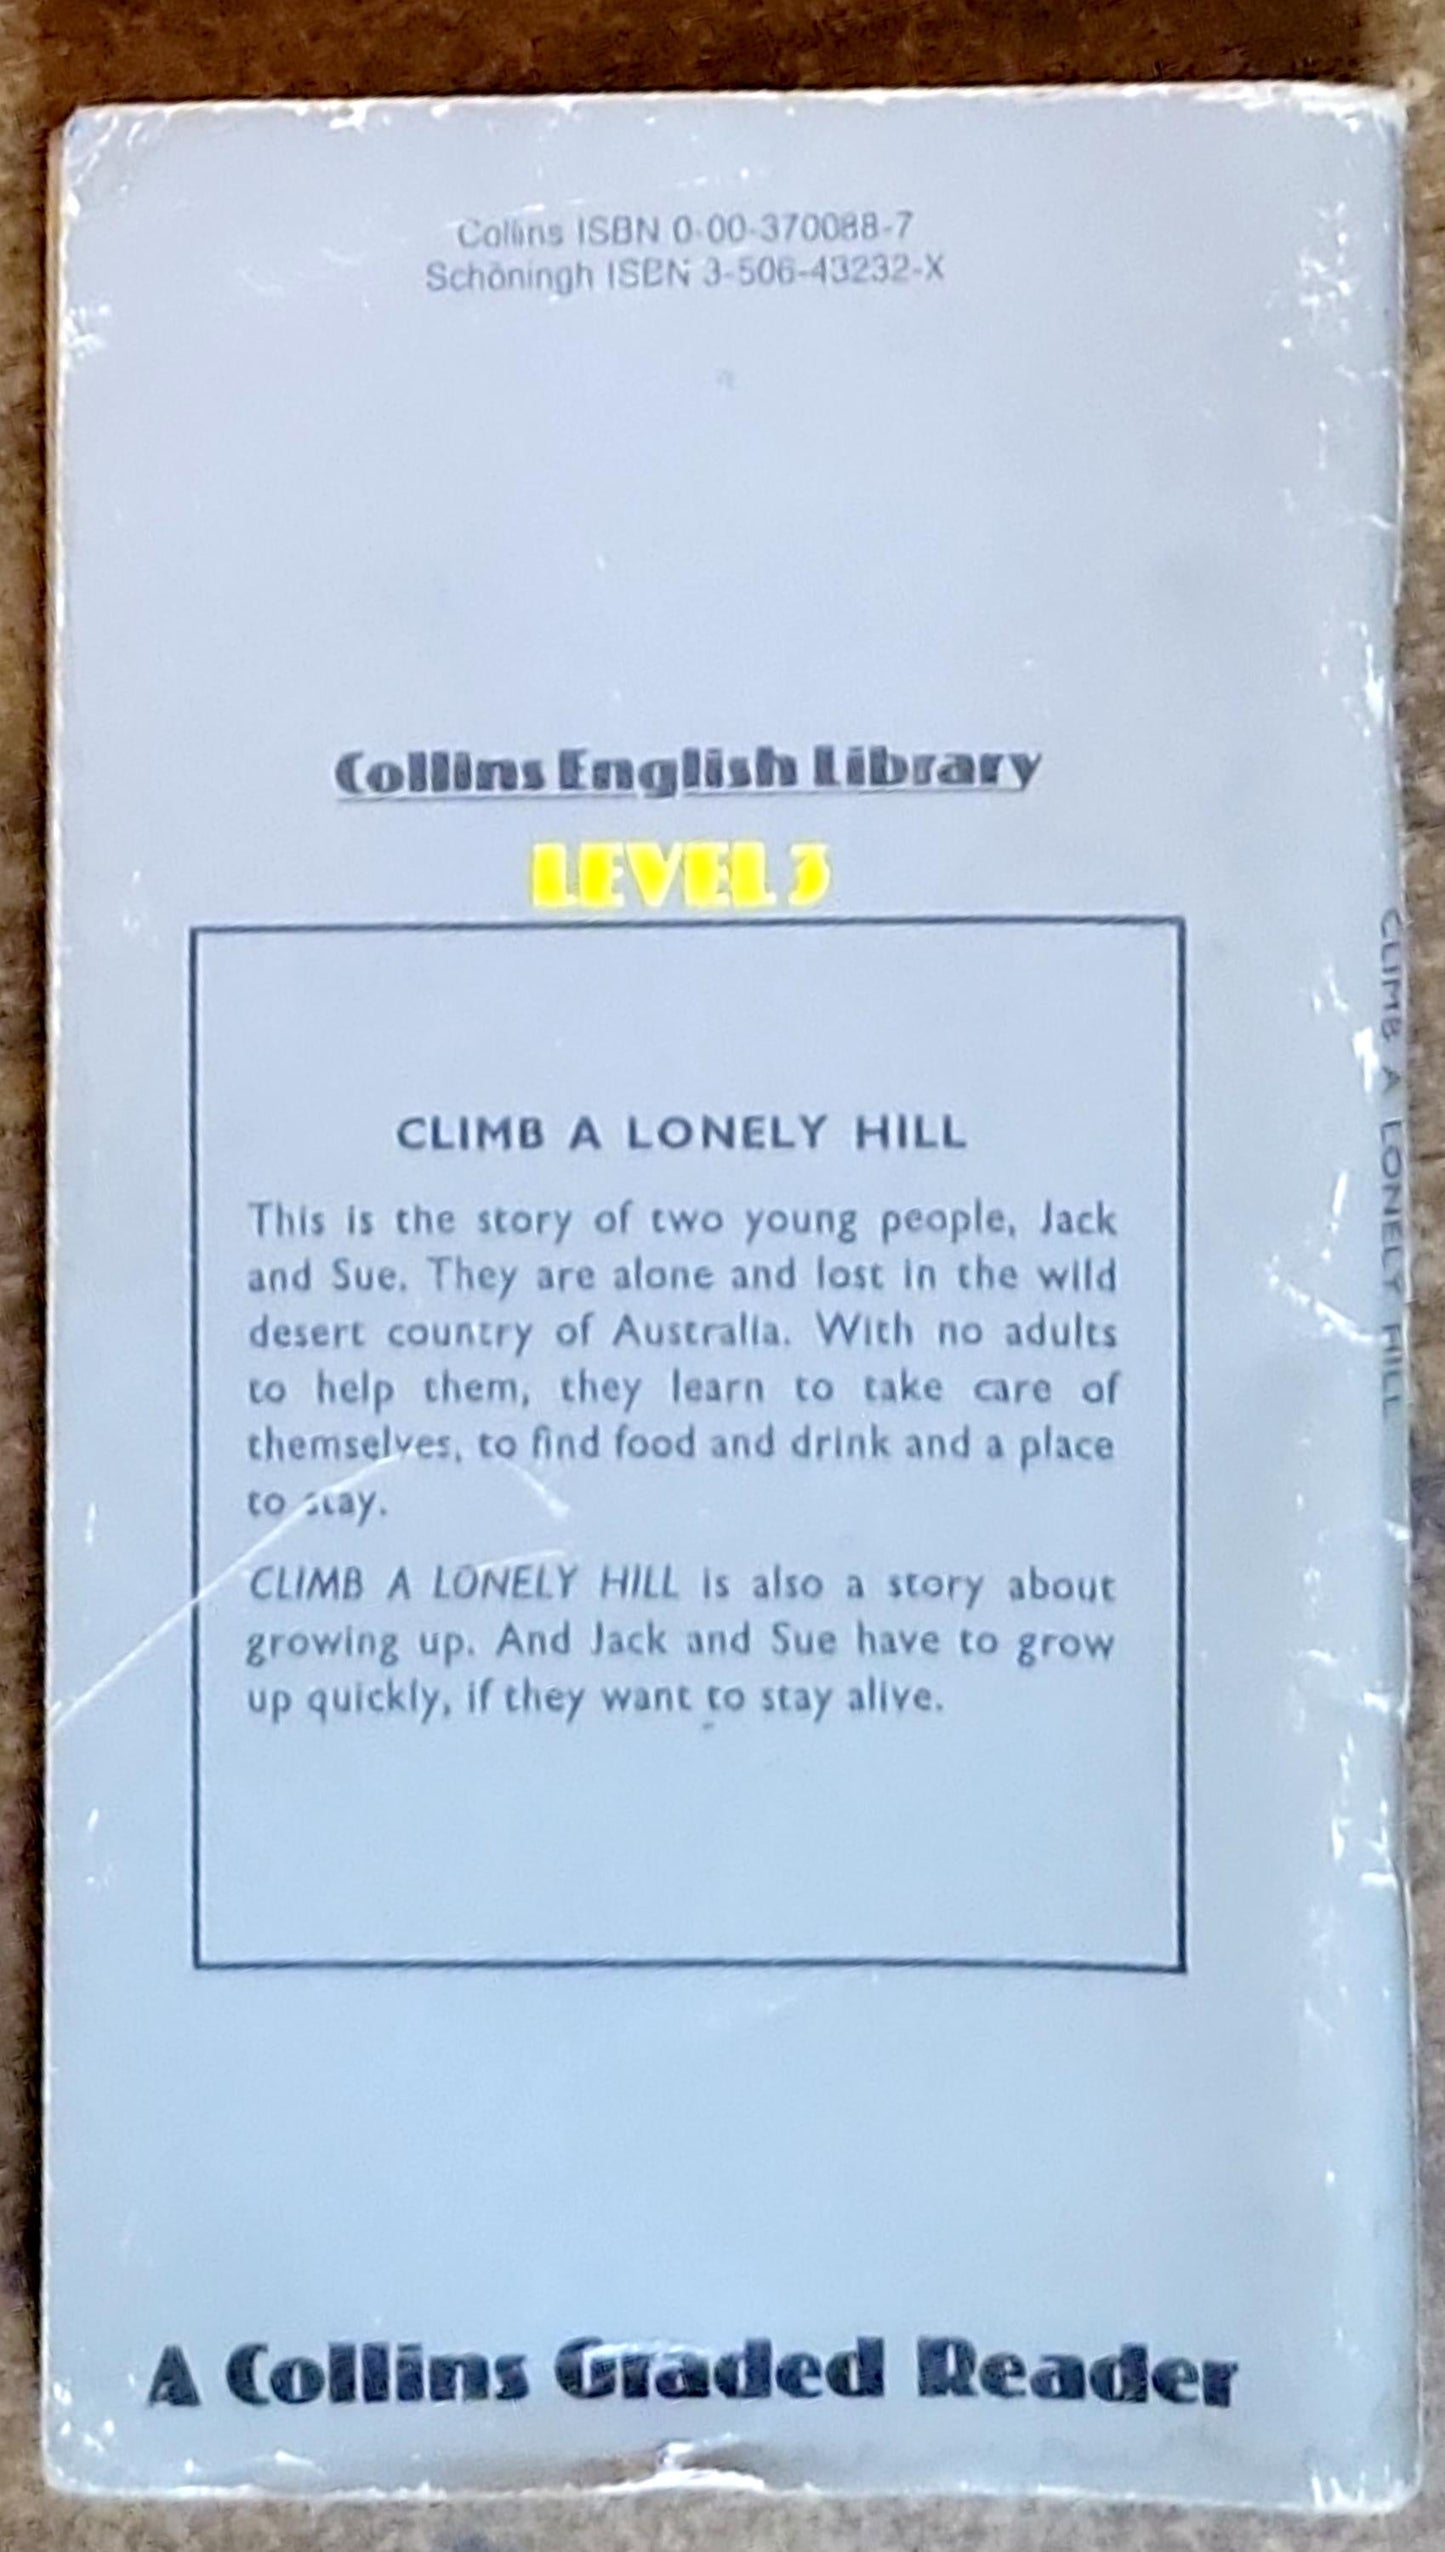 Collins ISBN 0-00-370088-7
Schöningh ISBN 3-506-43232-X
Collins English Library
LEVEL 3
CLIMB A LONELY HILL
This is the story of two young people, Jack
and Sue. They are alone and lost in the wild
desert country of Australia. With no adults
to help them, they learn to take care of
themselves, to find food and drink and a place
to stay.
CLIMB A LONELY HILL is also a story about
growing up. And Jack and Sue have to grow
up quickly, if they want to stay alive.
A Collins Graded Reader
CLIMB A LONELY HILL